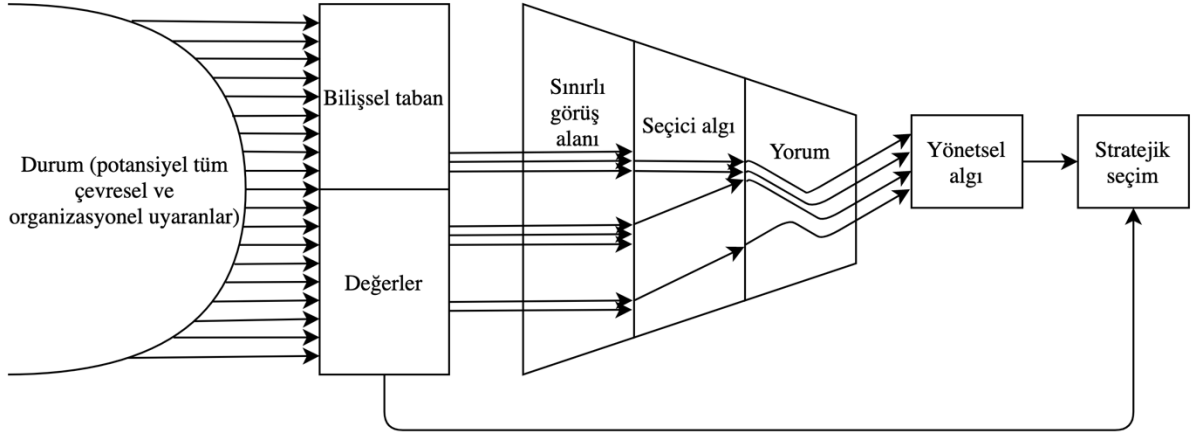 Durum (potansiyel tüm
çevresel ve
organizasyonel uyaranlar)
Bilişsel taban
Değerler
Sınırlı
görüş
alanı
Seçici algı
Yorum
Yönetsel
algı
Stratejik
seçim